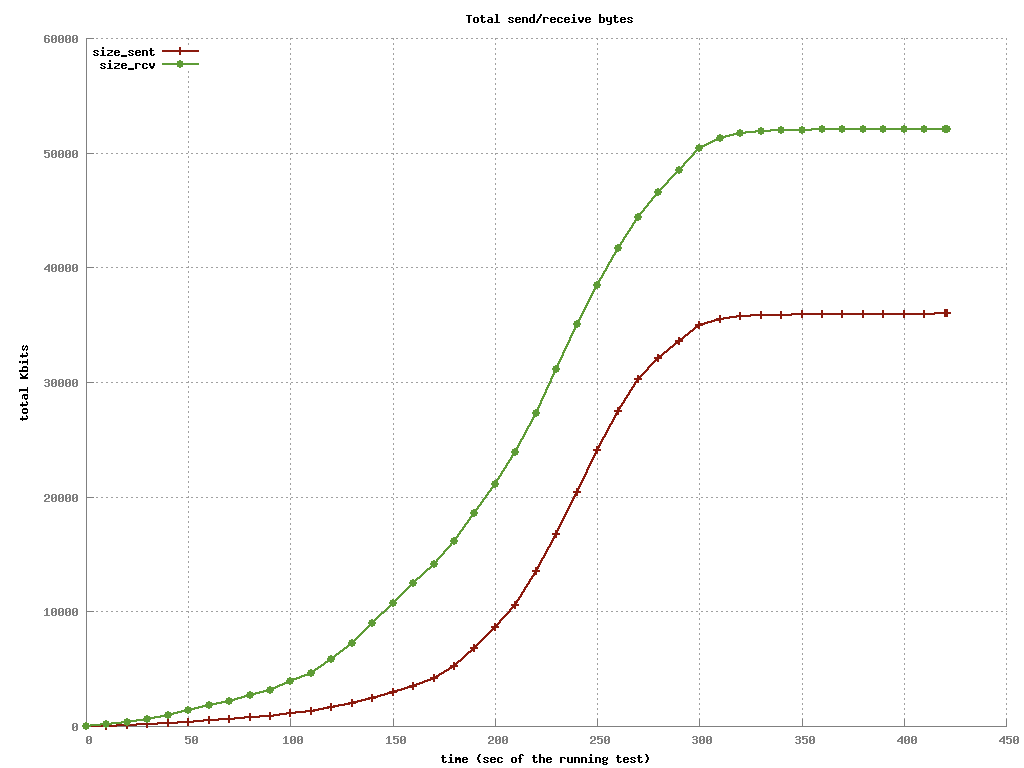 Total send/receive bytes
60000
size_sent
size_rcv
50000
40000
30000
total Kbits
20000
10000
0
0 50 100 150 200 250 300 350 400 450
time (sec of the running test)